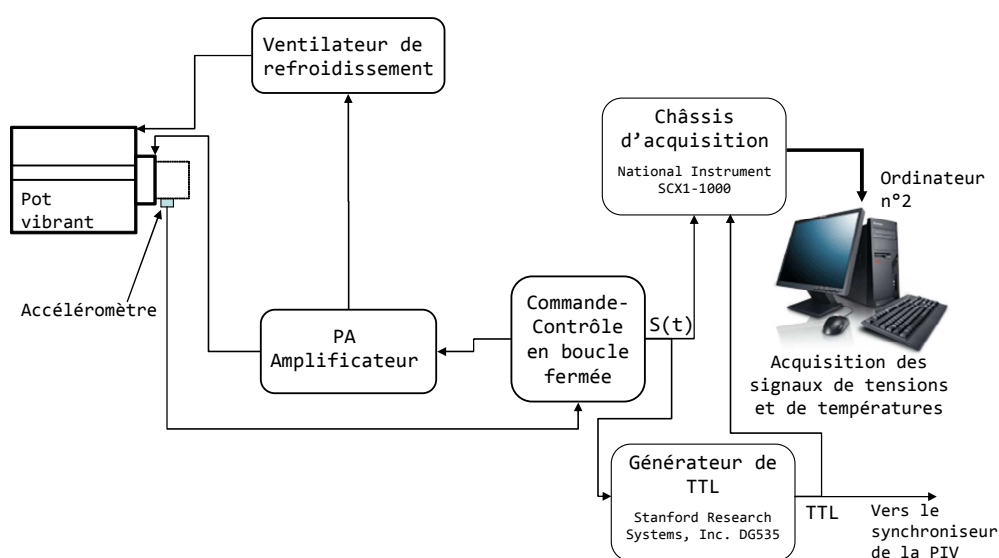 Ventilateur de
refroidissement
Châssis
d’acquisition
National Instrument
SCX1-1000
Ordinateur
n°2
Pot
vibrant
Accéléromètre
PA
Amplificateur
Commande-
Contrôle
en boucle
fermée
S(t)
Acquisition des
signaux de tensions
et de températures
Générateur de
TTL
Stanford Research
Systems, Inc. DG535
TTL
Vers le
synchroniseur
de la PIV